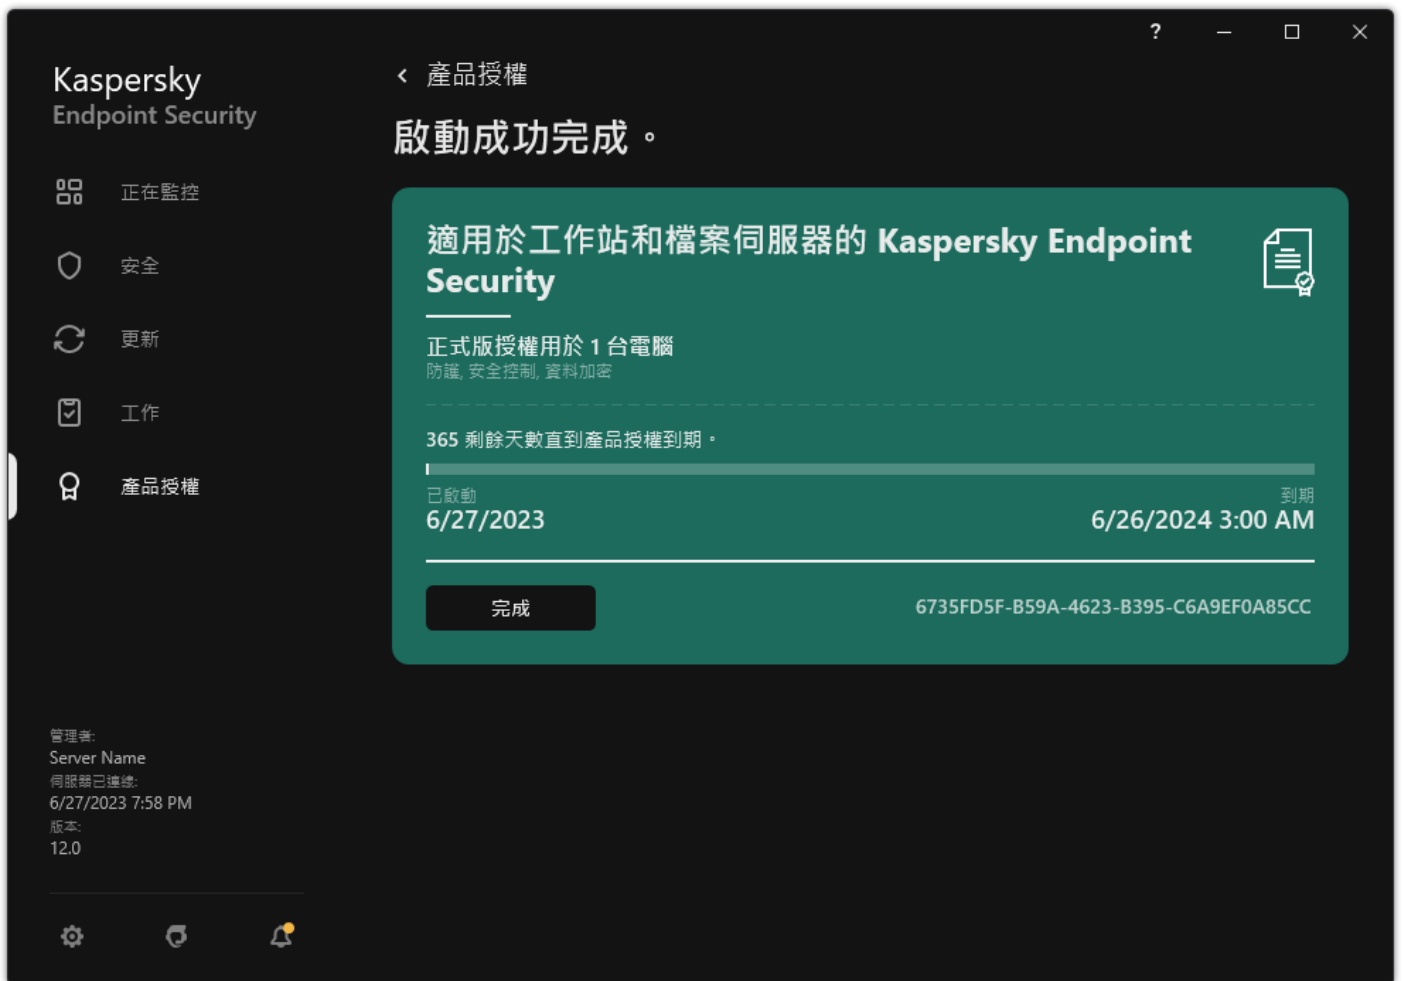 ?
Kaspersky
Endpoint Security
正在監控
安全
更新
工作
產品授權
管理者:
Server Name
伺服器已連線:
6/27/2023 7:58 PM
版本:
12.0
產品授權
啟動成功完成。
適用於工作站和檔案伺服器的 Kaspersky Endpoint
Security
正式版授權用於 1 台電腦
防護, 安全控制, 資料加密
365 剩餘天數直到產品授權到期。
已啟動
到期
6/27/2023
6/26/2024 3:00 AM
完成
6735FD5F-B59A-4623-B395-C6A9EF0A85CC